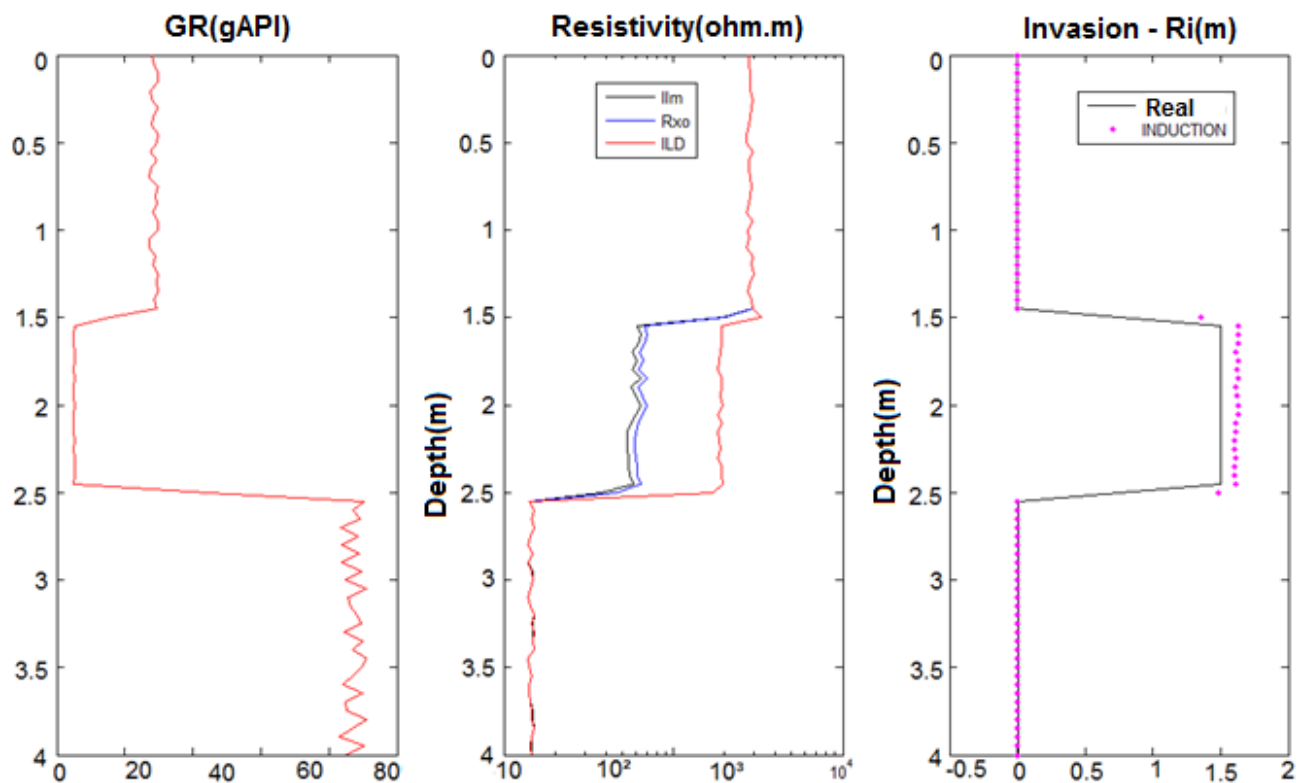 GR(gAPI)
0
0.5
1
1.5
2
2.5
3
3.5
4
0 20 40 60 80
Resistivity(ohm.m)
Ilm
Rxo
ILD
Depth(m)
0
0.5
1
1.5
2
2.5
3
3.5
4
10 10² 10³ 10⁴
Invasion - Ri(m)
Real
INDUCTION
Depth(m)
0
0.5
1
1.5
2
2.5
3
3.5
4
-0.5 0 0.5 1 1.5 2